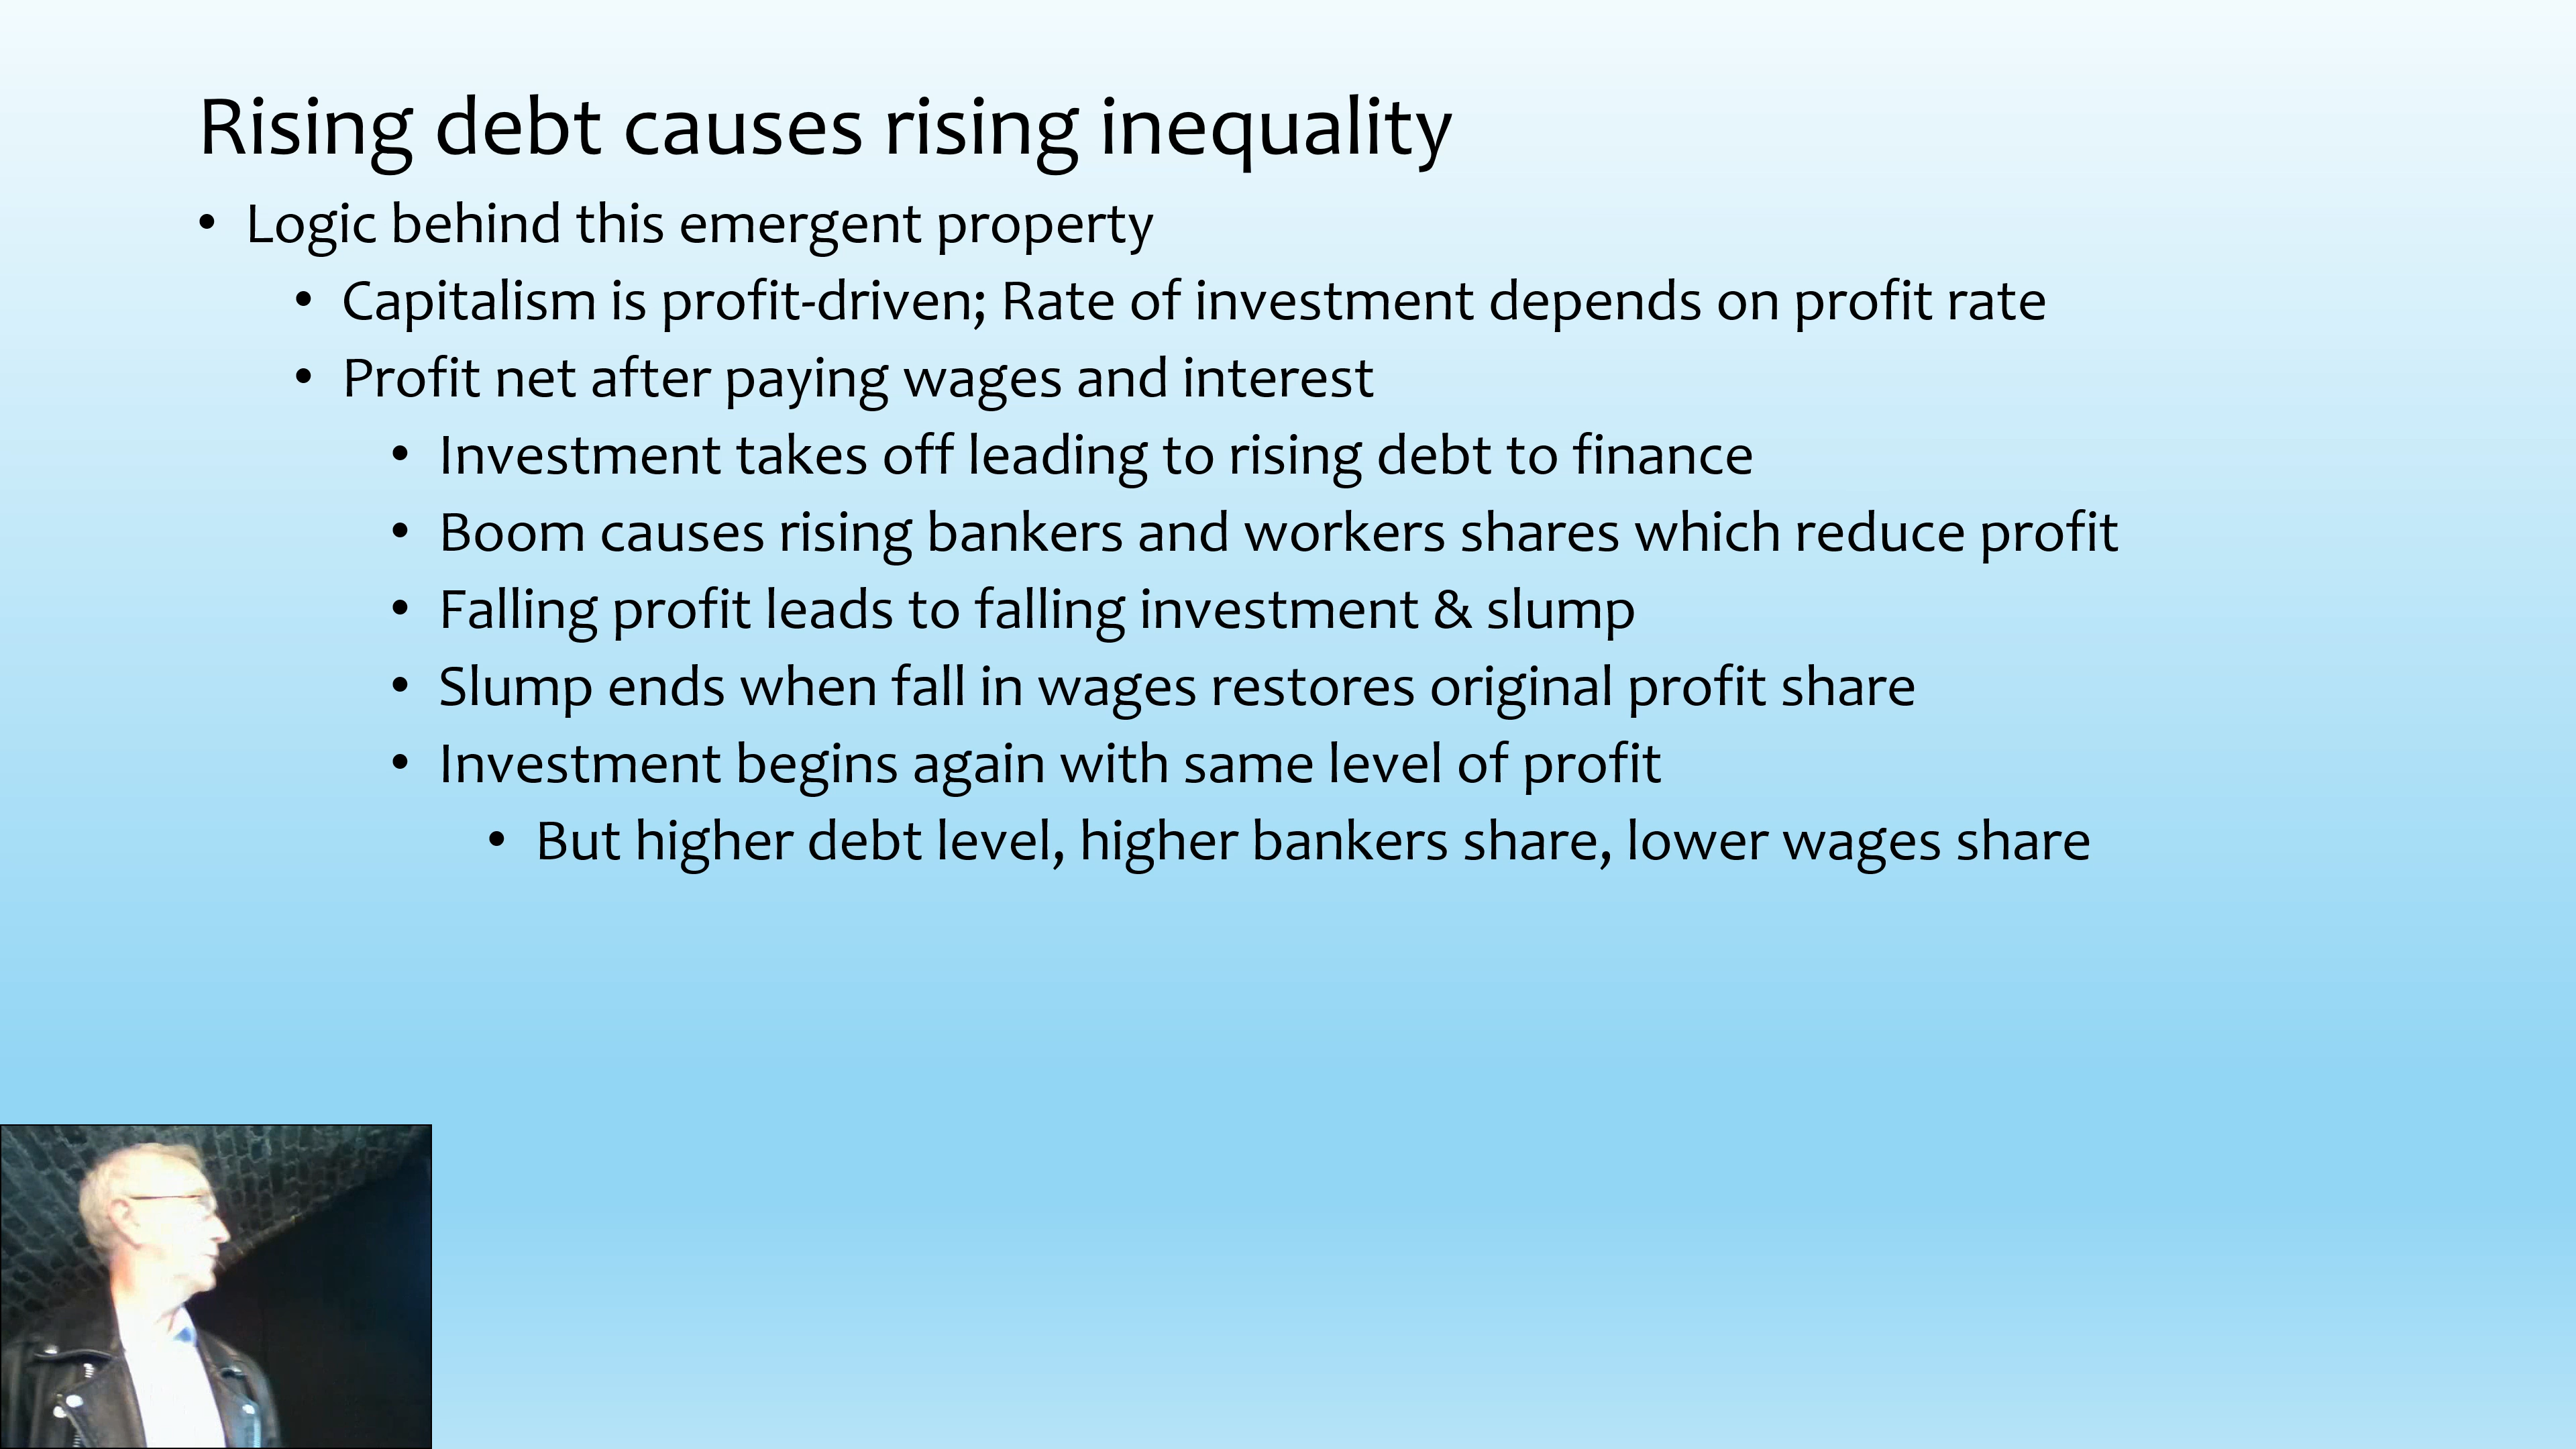 Rising debt causes rising inequality
• Logic behind this emergent property
• Capitalism is profit-driven; Rate of investment depends on profit rate
• Profit net after paying wages and interest
• Investment takes off leading to rising debt to finance
• Boom causes rising bankers and workers shares which reduce profit
• Falling profit leads to falling investment & slump
• Slump ends when fall in wages restores original profit share
• Investment begins again with same level of profit
• But higher debt level, higher bankers share, lower wages share